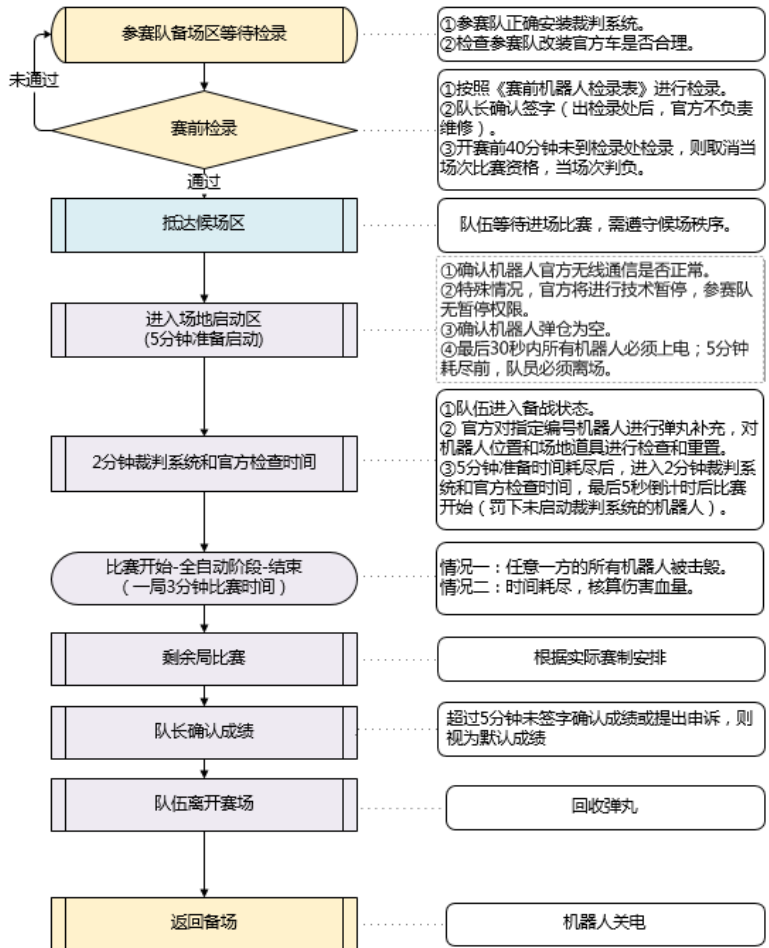 参赛队备场区等待检录
①参赛队正确安装裁判系统。
②检查参赛队改装官方车是否合理。
未通过
赛前检录
①按照《赛前机器人检录表》进行检录。
②队长确认签字（出检录处后，官方不负责
维修）。
③开赛前40分钟未到检录处检录，则取消当
场次比赛资格，当场次判负。
通过
抵达候场区
队伍等待进场比赛，需遵守候场秩序。
进入场地启动区
(5分钟准备启动)
①确认机器人官方无线通信是否正常。
②特殊情况，官方将进行技术暂停，参赛队
无暂停权限。
③确认机器人弹仓为空。
④最后30秒内所有机器人必须上电；5分钟
耗尽前，队员必须离场。
2分钟裁判系统和官方检查时间
①队伍进入备战状态。
② 官方对指定编号机器人进行弹丸补充，对
机器人位置和场地道具进行检查和重置。
③5分钟准备时间耗尽后，进入2分钟裁判系
统和官方检查时间，最后5秒倒计时后比赛
开始（罚下未启动裁判系统的机器人）。
比赛开始-全自动阶段-结束
（一局3分钟比赛时间）
情况一：任意一方的所有机器人被击毁。
情况二：时间耗尽，核算伤害血量。
剩余局比赛
根据实际赛制安排
队长确认成绩
超过5分钟未签字确认成绩或提出申诉，则
视为默认成绩
队伍离开赛场
回收弹丸
返回备场
机器人关电